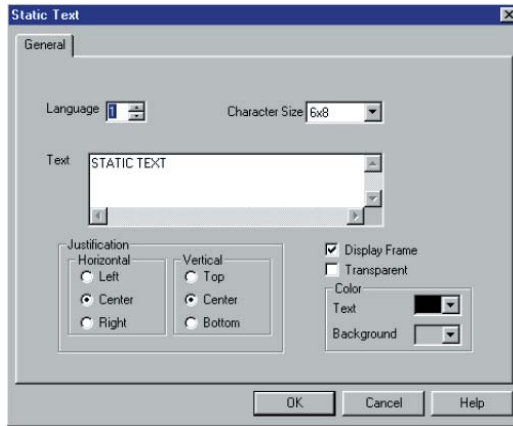 Static Text
General
Language 1 Character Size 6x8
Text STATIC TEXT
Justification
Horizontal Vertical
Left Top
Center Center
Right Bottom
Display Frame
Transparent
Color
Text
Background
OK Cancel Help